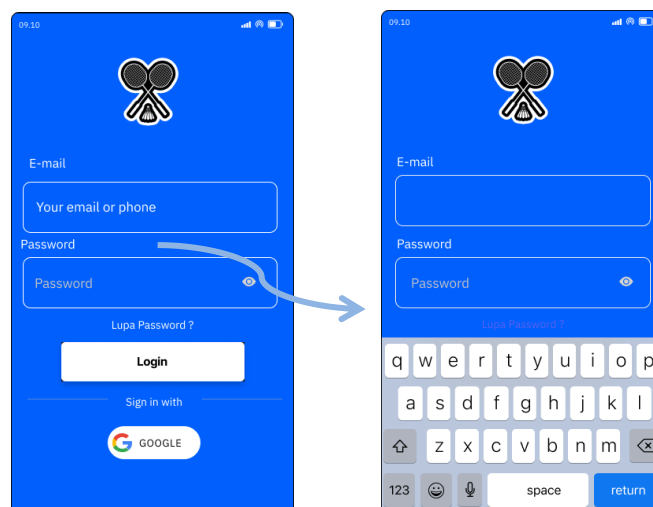 09.10
E-mail
Your email or phone
Password
Password
Lupa Password ?
Login
Sign in with
GOOGLE
09.10
E-mail
Password
Password
Lupa Password ?
q w e r t y u i o p
a s d f g h j k l
z x c v b n m
123 space return